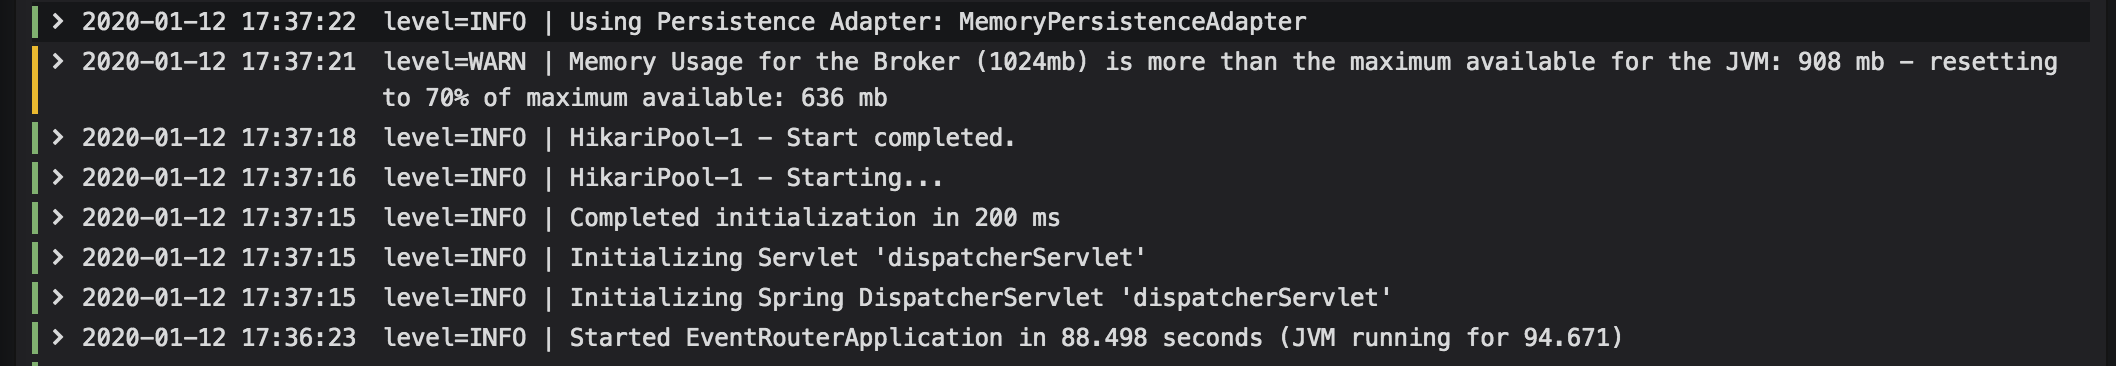 2020-01-12 17:37:22 level=INFO | Using Persistence Adapter: MemoryPersistenceAdapter
2020-01-12 17:37:21 level=WARN | Memory Usage for the Broker (1024mb) is more than the maximum available for the JVM: 908 mb - resetting
to 70% of maximum available: 636 mb
2020-01-12 17:37:18 level=INFO | HikariPool-1 - Start completed.
2020-01-12 17:37:16 level=INFO | HikariPool-1 - Starting...
2020-01-12 17:37:15 level=INFO | Completed initialization in 200 ms
2020-01-12 17:37:15 level=INFO | Initializing Servlet 'dispatcherServlet'
2020-01-12 17:37:15 level=INFO | Initializing Spring DispatcherServlet 'dispatcherServlet'
2020-01-12 17:36:23 level=INFO | Started EventRouterApplication in 88.498 seconds (JVM running for 94.671)